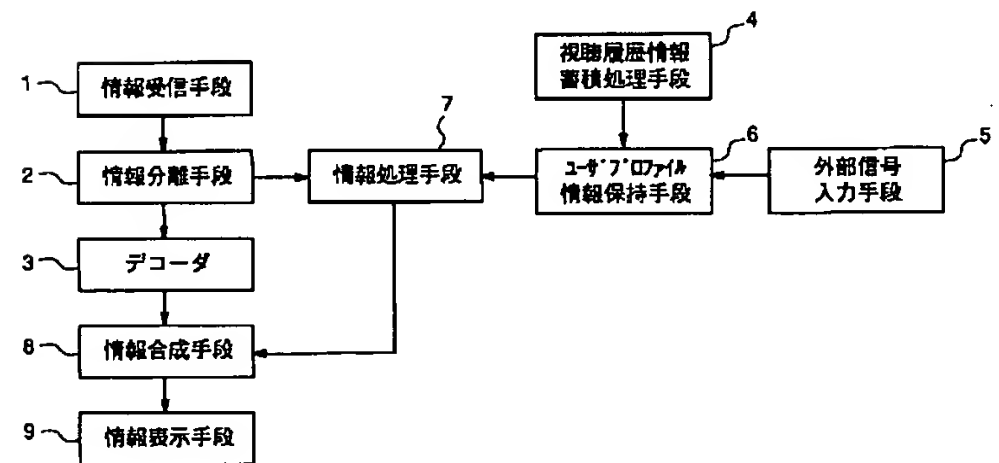 1
情報受信手段
2
情報分離手段
3
デコーダ
8
情報合成手段
9
情報表示手段
7
情報処理手段
4
視聴履歴情報
蓄積処理手段
6
ﾕｰｻﾞﾌﾟﾛﾌｧｲﾙ
情報保持手段
5
外部信号
入力手段